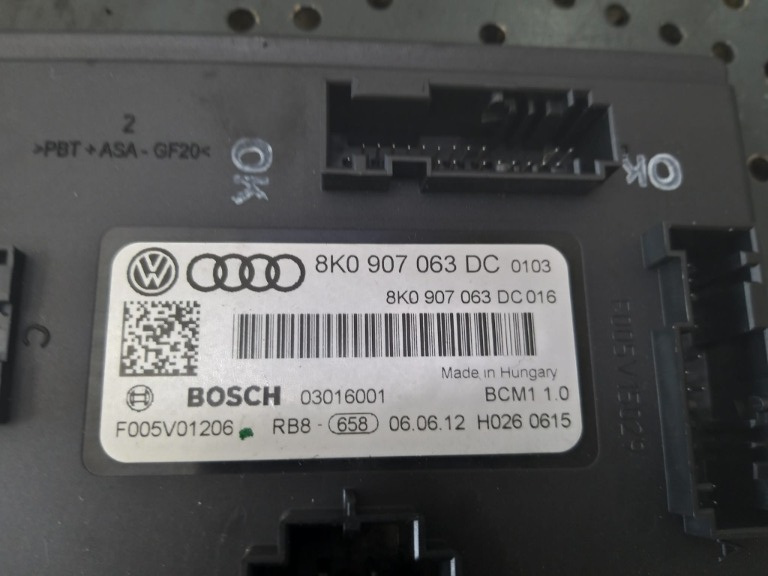 2
>PBT + ASA - GF20<
OK
OK
C
8K0 907 063 DC 0103
8K0 907 063 DC 016
Made in Hungary
BOSCH 03016001 BCM1 1.0
F005V01206 RB8 - 658 06.06.12 H026 0615